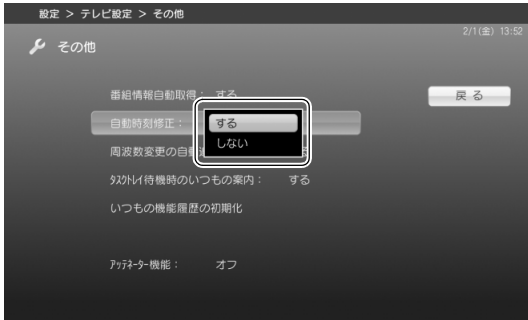 設定 > テレビ設定 > その他
2/1(金) 13:52
その他
番組情報自動取得： する
戻る
自動時刻修正：
する
しない
周波数変更の自動
ﾀｽｸﾄﾚｲ待機時のいつもの案内： する
いつもの機能履歴の初期化
ｱｯﾃﾈｰﾀｰ機能： オフ